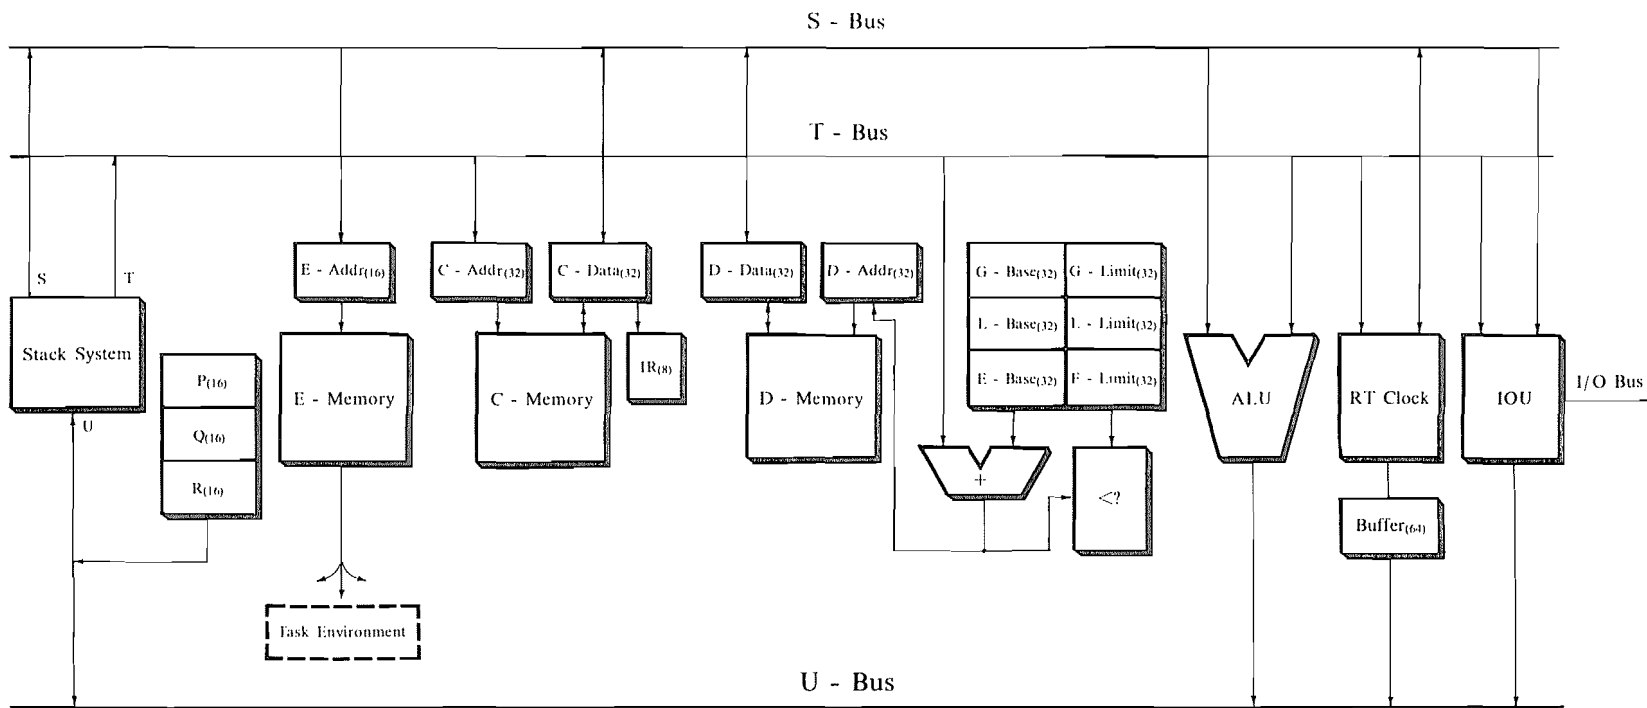 S - Bus
T - Bus
S
T
Stack System
U
P(16)
Q(16)
R(16)
E - Addr(16)
E - Memory
Task Environment
C - Addr(32)
C - Data(32)
C - Memory
IR(8)
D - Data(32)
D - Addr(32)
D - Memory
G - Base(32)
G - Limit(32)
L - Base(32)
L - Limit(32)
E - Base(32)
F - Limit(32)
+
<?
ALU
RT Clock
Buffer(64)
IOU
I/O Bus
U - Bus